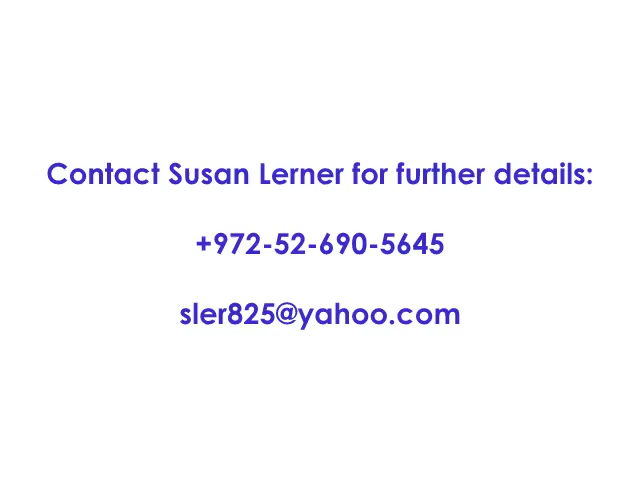 Contact Susan Lerner for further details:
+972-52-690-5645
sler825@yahoo.com